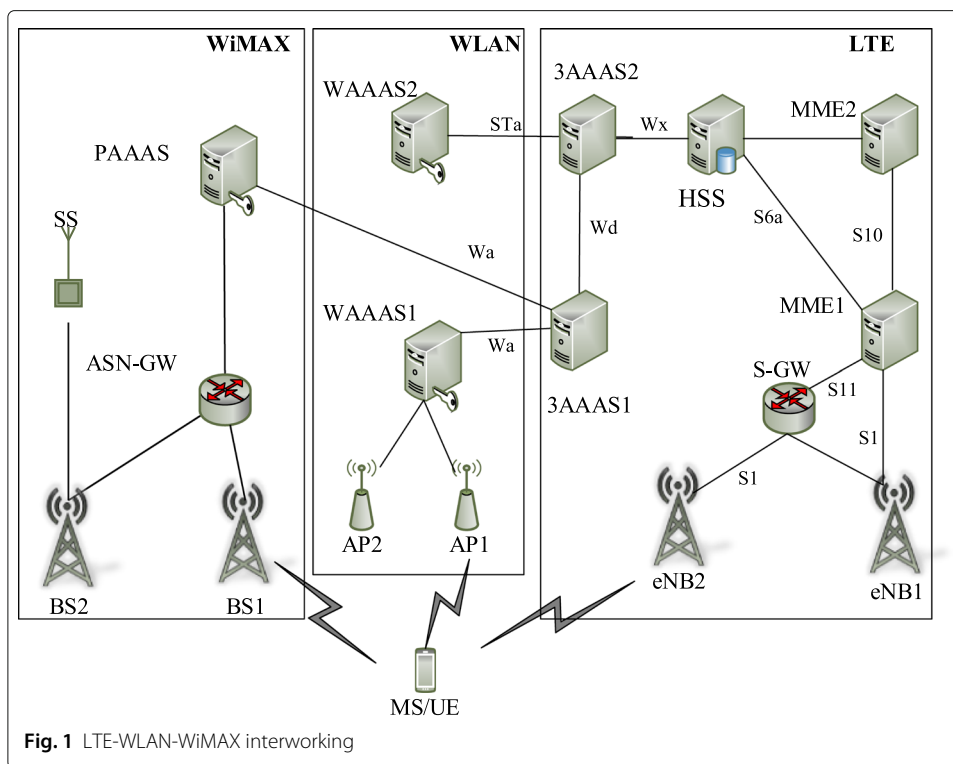 WiMAX
WLAN
LTE
WAAAS2
3AAAS2
MME2
PAAAS
STa
Wx
HSS
SS
S6a
Wd
S10
Wa
WAAAS1
MME1
ASN-GW
Wa
S-GW
S11
3AAAS1
S1
S1
AP2
AP1
eNB2
eNB1
BS2
BS1
MS/UE
Fig. 1 LTE-WLAN-WiMAX interworking